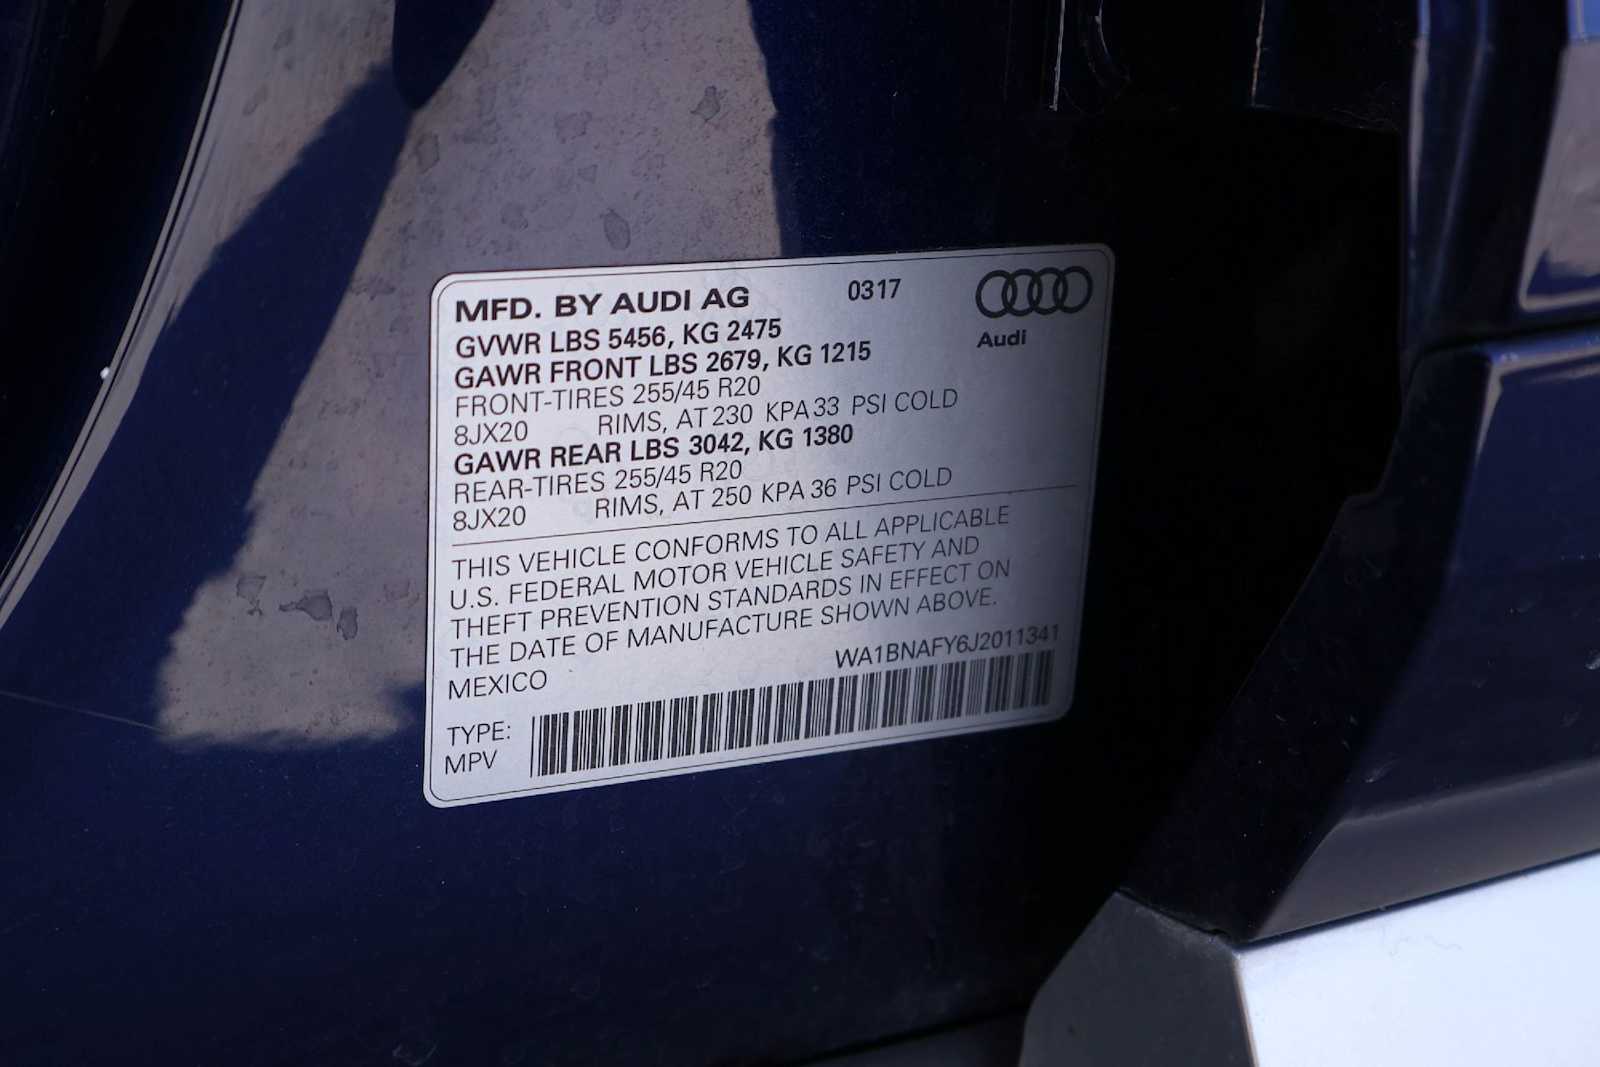 MFD. BY AUDI AG 0317
Audi
GVWR LBS 5456, KG 2475
GAWR FRONT LBS 2679, KG 1215
FRONT-TIRES 255/45 R20
8JX20 RIMS, AT 230 KPA 33 PSI COLD
GAWR REAR LBS 3042, KG 1380
REAR-TIRES 255/45 R20
8JX20 RIMS, AT 250 KPA 36 PSI COLD
THIS VEHICLE CONFORMS TO ALL APPLICABLE
U.S. FEDERAL MOTOR VEHICLE SAFETY AND
THEFT PREVENTION STANDARDS IN EFFECT ON
THE DATE OF MANUFACTURE SHOWN ABOVE.
MEXICO WA1BNAFY6J2011341
TYPE:
MPV